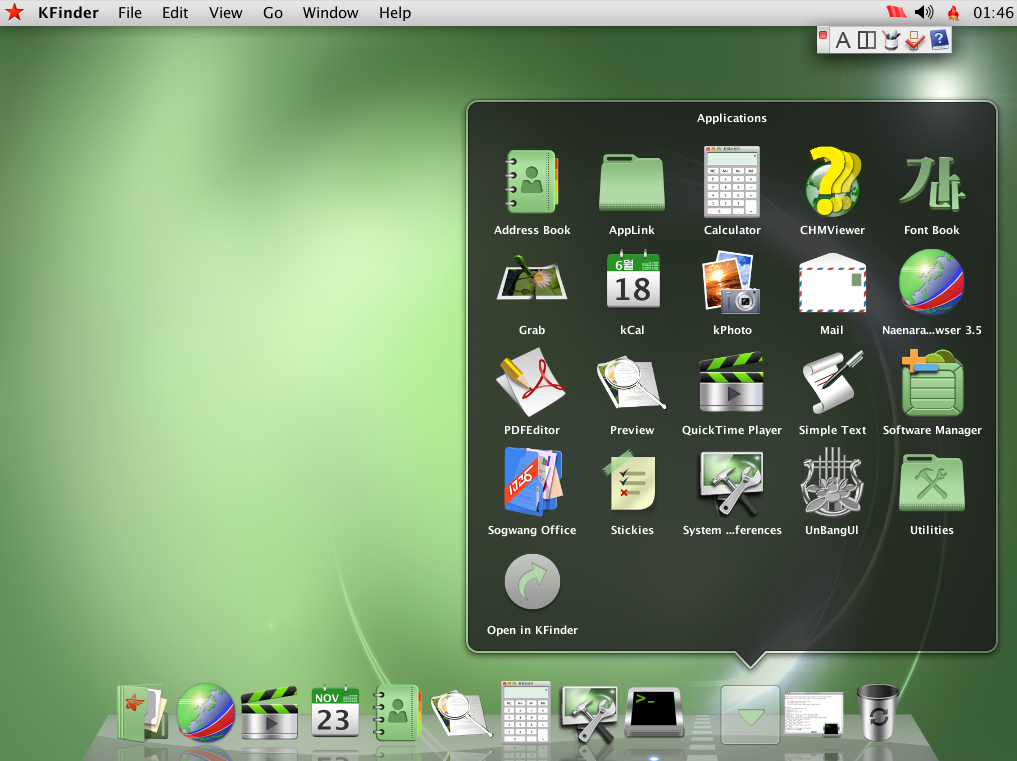 KFinder File Edit View Go Window Help 01:46
A ?
Applications
Address Book AppLink Calculator CHMViewer Font Book
Grab kCal kPhoto Mail Naenara...wser 3.5
6월
18
PDFEditor Preview QuickTime Player Simple Text Software Manager
Sogwang Office Stickies System ...ferences UnBangUl Utilities
Open in KFinder
NOV
23
>_